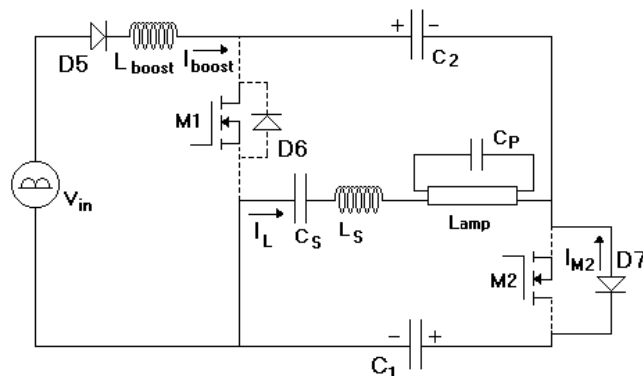 + -
D5
L boost
I boost
C2
M1
D6
CP
Vin
IL
CS
LS
Lamp
M2
IM2
D7
- +
C1